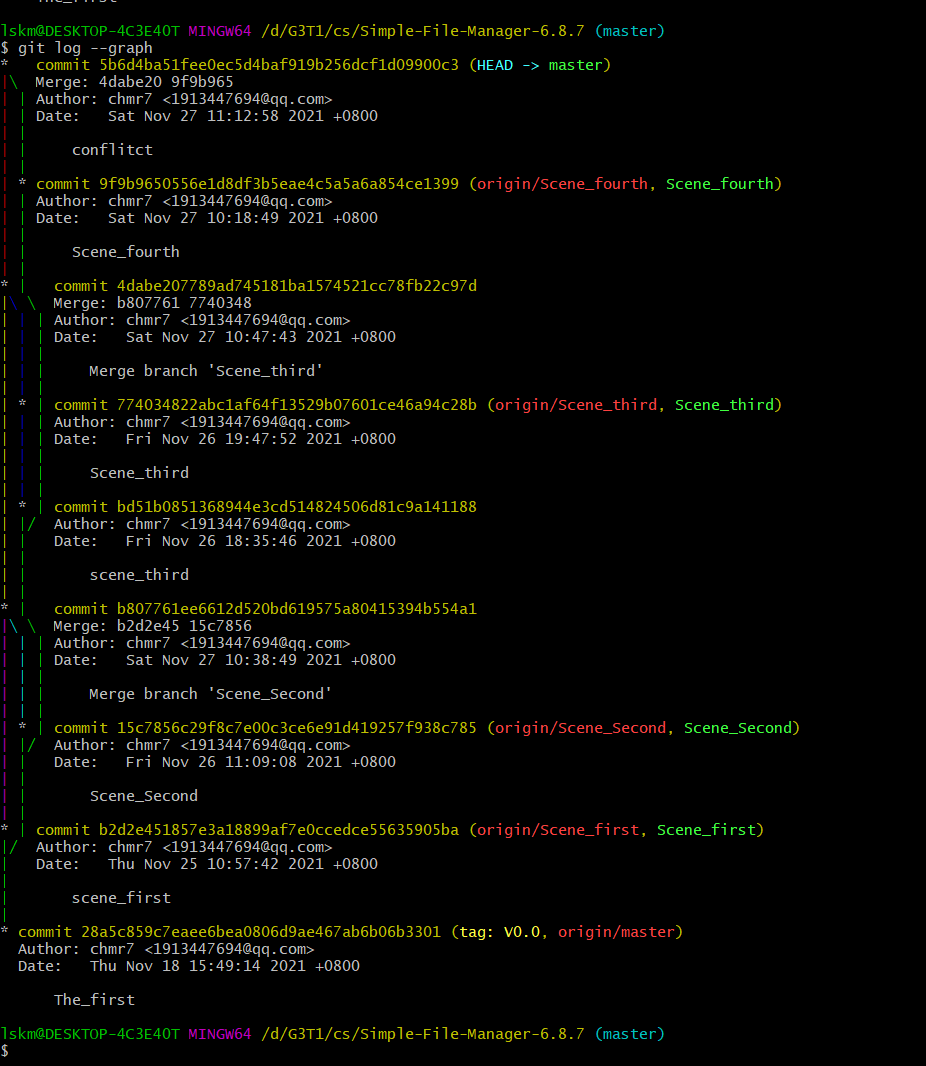 The_first
lskm@DESKTOP-4C3E4OT MINGW64 /d/G3T1/cs/Simple-File-Manager-6.8.7 (master)
$ git log --graph
*   commit 5b6d4ba51fee0ec5d4baf919b256dcf1d09900c3 (HEAD -> master)
|\  Merge: 4dabe20 9f9b965
| | Author: chmr7 <1913447694@qq.com>
| | Date:   Sat Nov 27 11:12:58 2021 +0800
| |
| |     conflitct
| |
| * commit 9f9b9650556e1d8df3b5eae4c5a5a6a854ce1399 (origin/Scene_fourth, Scene_fourth)
| | Author: chmr7 <1913447694@qq.com>
| | Date:   Sat Nov 27 10:18:49 2021 +0800
| |
| |     Scene_fourth
| |
* |   commit 4dabe207789ad745181ba1574521cc78fb22c97d
|\ \  Merge: b807761 7740348
| | | Author: chmr7 <1913447694@qq.com>
| | | Date:   Sat Nov 27 10:47:43 2021 +0800
| | |
| | |     Merge branch 'Scene_third'
| | |
| * | commit 774034822abc1af64f13529b07601ce46a94c28b (origin/Scene_third, Scene_third)
| | | Author: chmr7 <1913447694@qq.com>
| | | Date:   Fri Nov 26 19:47:52 2021 +0800
| | |
| | |     Scene_third
| | |
| * | commit bd51b0851368944e3cd514824506d81c9a141188
| |/  Author: chmr7 <1913447694@qq.com>
| |   Date:   Fri Nov 26 18:35:46 2021 +0800
| |
| |       scene_third
| |
* |   commit b807761ee6612d520bd619575a80415394b554a1
|\ \  Merge: b2d2e45 15c7856
| | | Author: chmr7 <1913447694@qq.com>
| | | Date:   Sat Nov 27 10:38:49 2021 +0800
| | |
| | |     Merge branch 'Scene_Second'
| | |
| * | commit 15c7856c29f8c7e00c3ce6e91d419257f938c785 (origin/Scene_Second, Scene_Second)
| |/  Author: chmr7 <1913447694@qq.com>
| |   Date:   Fri Nov 26 11:09:08 2021 +0800
| |
| |       Scene_Second
| |
* | commit b2d2e451857e3a18899af7e0ccedce55635905ba (origin/Scene_first, Scene_first)
|/  Author: chmr7 <1913447694@qq.com>
|   Date:   Thu Nov 25 10:57:42 2021 +0800
|
|       scene_first
|
* commit 28a5c859c7eaee6bea0806d9ae467ab6b06b3301 (tag: V0.0, origin/master)
  Author: chmr7 <1913447694@qq.com>
  Date:   Thu Nov 18 15:49:14 2021 +0800

      The_first
lskm@DESKTOP-4C3E4OT MINGW64 /d/G3T1/cs/Simple-File-Manager-6.8.7 (master)
$